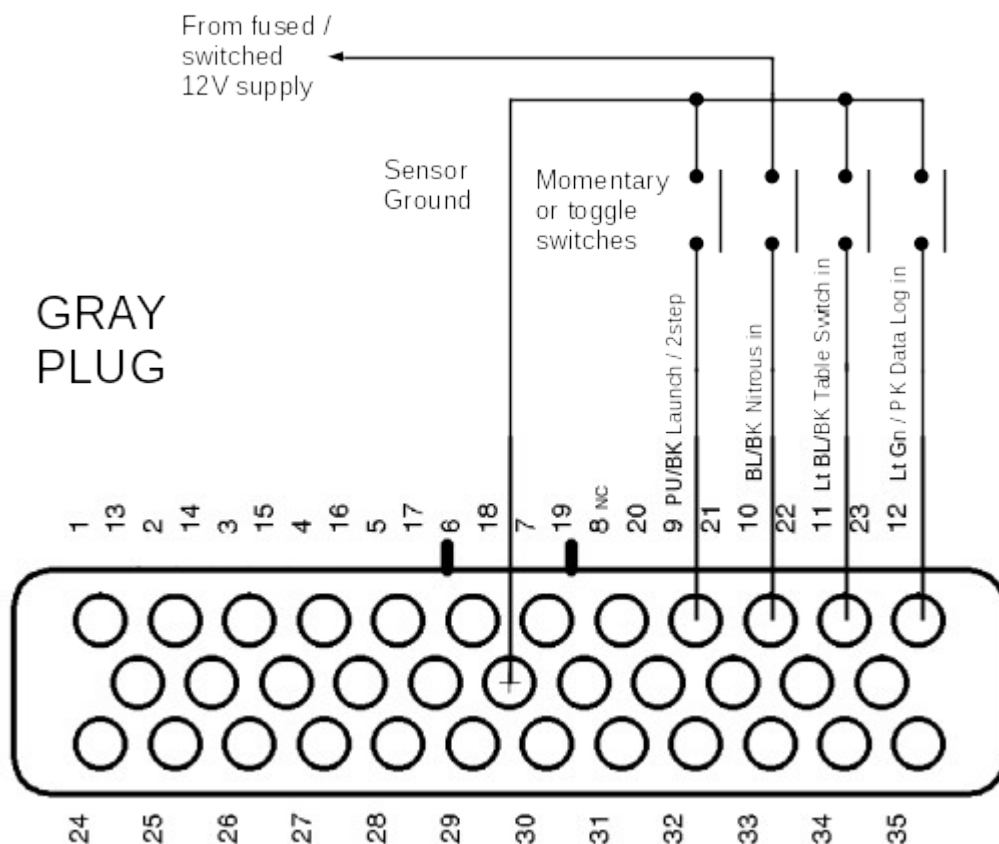 From fused /
switched
12V supply
Sensor
Ground
Momentary
or toggle
switches
GRAY
PLUG
PU/BK Launch / 2step
BL/BK Nitrous in
Lt BL/BK Table Switch in
Lt Gn / PK Data Log in
1 13 2 14 3 15 4 16 5 17 6 18 7 19 8 NC 20 9 21 10 22 11 23 12
24 25 26 27 28 29 30 31 32 33 34 35